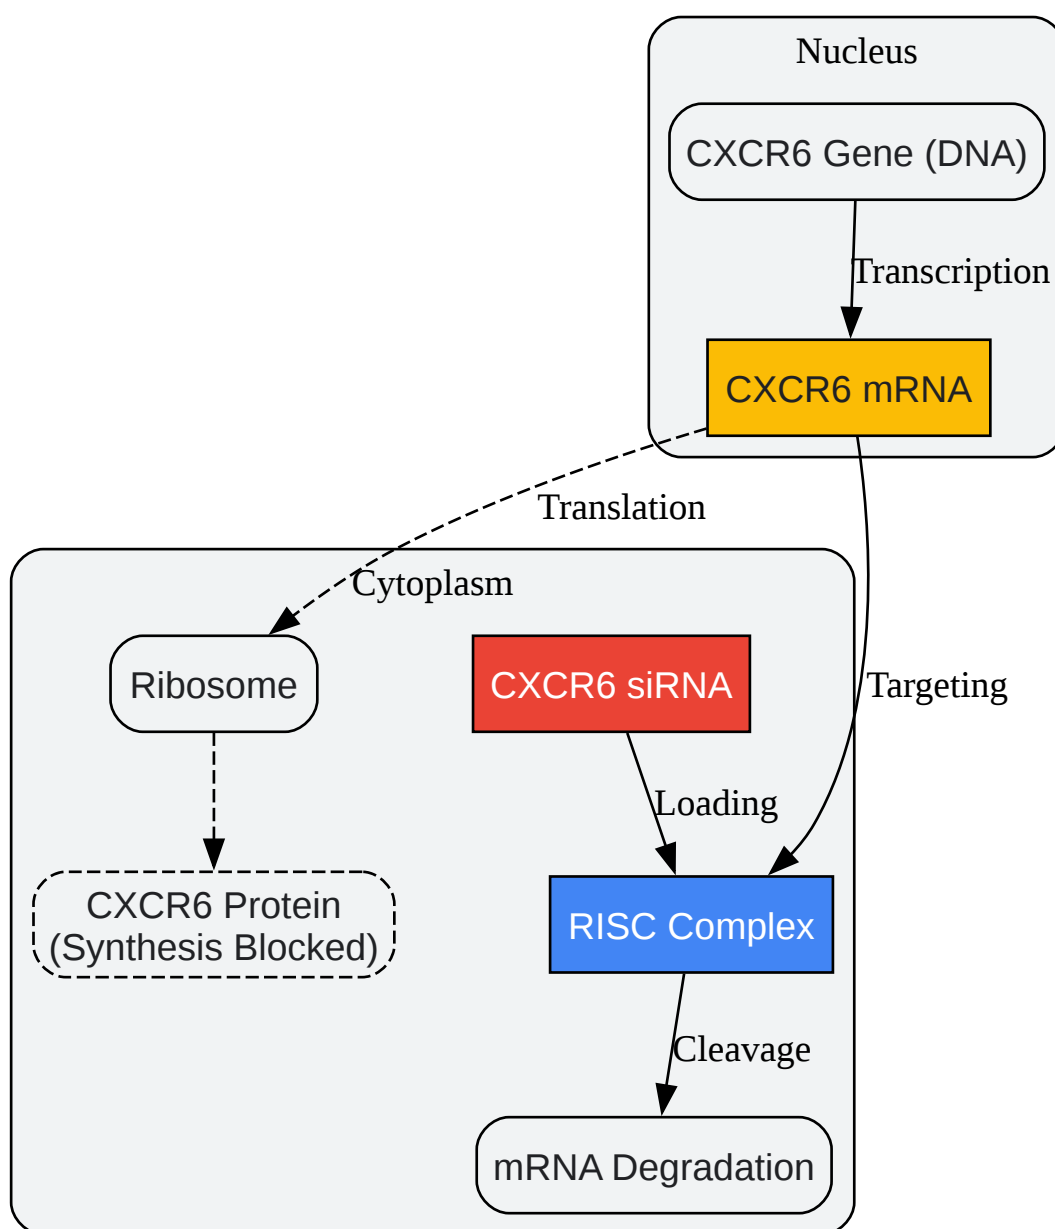 Nucleus
CXCR6 Gene (DNA)
Transcription
CXCR6 mRNA
Translation
Cytoplasm
Ribosome
CXCR6 siRNA
Targeting
Loading
CXCR6 Protein
(Synthesis Blocked)
RISC Complex
Cleavage
mRNA Degradation